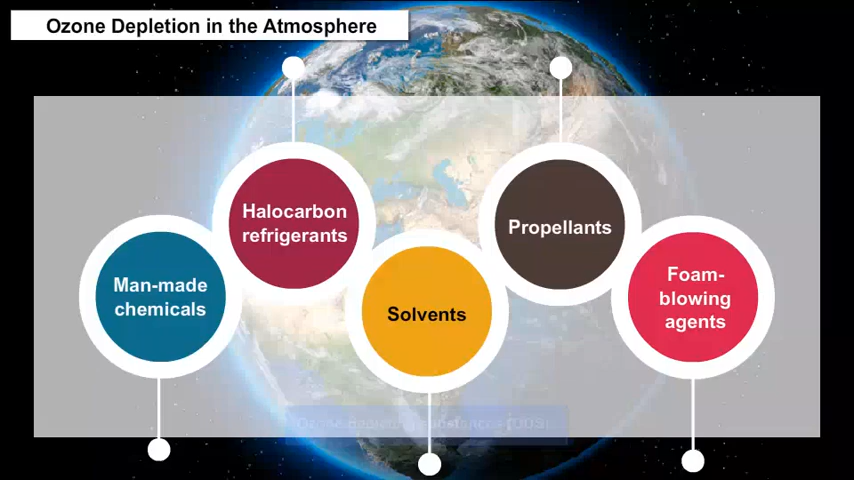 Ozone Depletion in the Atmosphere
Halocarbon
refrigerants
Propellants
Man-made
chemicals
Solvents
Foam-
blowing
agents